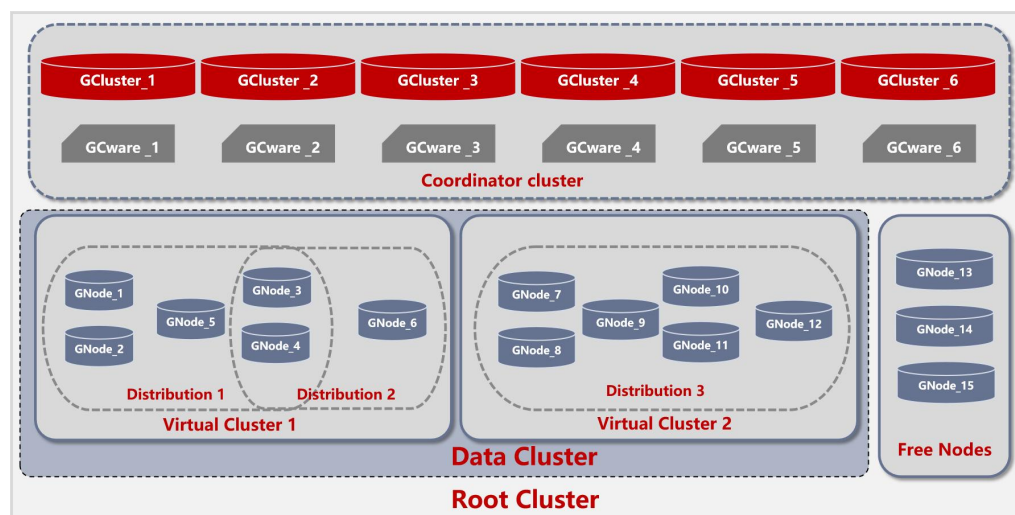 GCluster_1 GCluster _2 GCluster _3 GCluster _4 GCluster _5 GCluster _6
GCware _1 GCware _2 GCware _3 GCware _4 GCware _5 GCware _6
Coordinator cluster
GNode_1
GNode_2
GNode_5
GNode_3
GNode_4
GNode_6
Distribution 1
Distribution 2
Virtual Cluster 1
GNode_7
GNode_8
GNode_9
GNode_10
GNode_11
GNode_12
Distribution 3
Virtual Cluster 2
Data Cluster
GNode_13
GNode_14
GNode_15
Free Nodes
Root Cluster